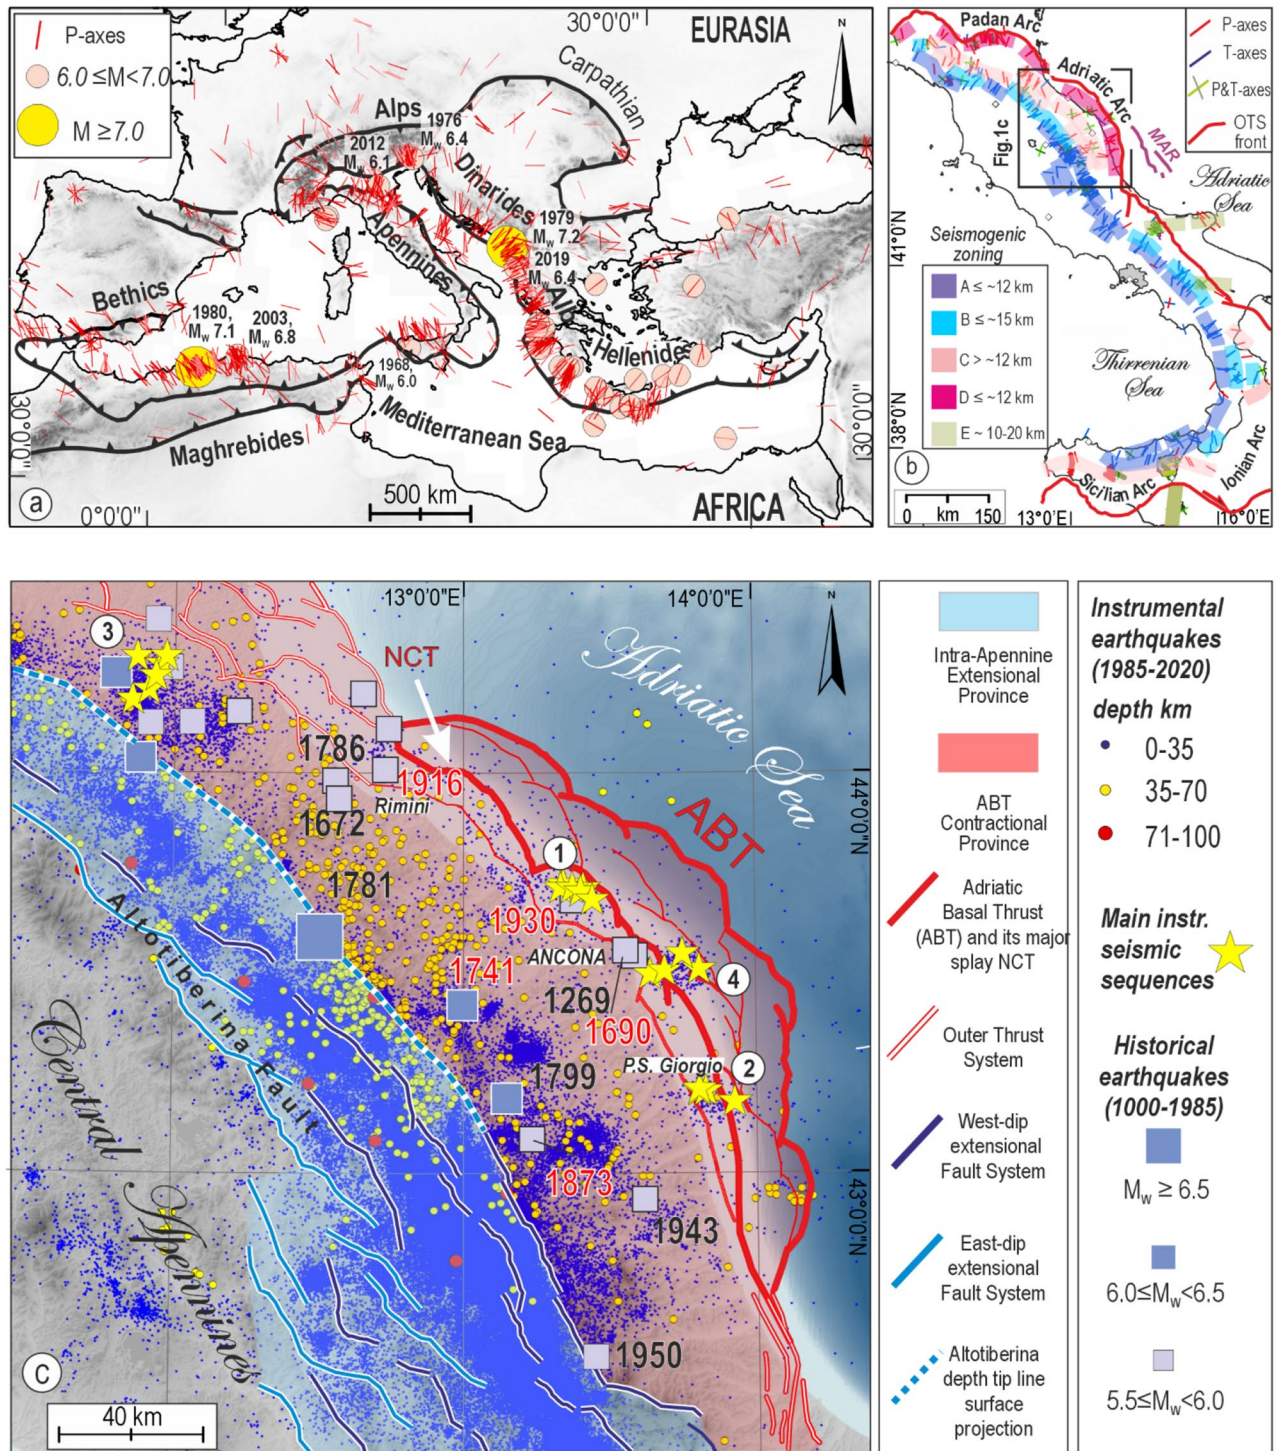 P-axes
6.0 ≤M<7.0
M ≥7.0
30°0'0"
EURASIA
N
Carpathian
Alps
1976
Mw 6.4
2012
Mw 6.1
Dinarides
1979
Mw 7.2
2019
Mw 6.4
Apennines
Alb
Bethics
1980,
Mw 7.1
2003,
Mw 6.8
1968,
Mw 6.0
Hellenides
Mediterranean Sea
Maghrebides
30°0'0"
30°0'0"
500 km
AFRICA
0°0'0"
a
Padan Arc
Adriatic Arc
N
P-axes
T-axes
P&T-axes
OTS
front
Fig.1c
MAR
Adriatic
Sea
41°0'N
Seismogenic
zoning
A ≤ ~12 km
B ≤ ~15 km
C > ~12 km
D ≤ ~12 km
E ~ 10-20 km
Thirrenian
Sea
38°0'N
Sicilian Arc
Ionian Arc
b
0 km 150
13°0'E
16°0'E
13°0'0"E
14°0'0"E
N
3
NCT
Adriatic Sea
1786
1916
Rimini
1672
ABT
44°0'0"N
1
1781
1930
ANCONA
1741
4
1269
1690
Altotiberina Fault
P.S. Giorgio
2
1799
Central
Apennines
1873
43°0'0"N
1943
1950
C
40 km
Intra-Apennine
Extensional
Province
ABT
Contractional
Province
Adriatic
Basal Thrust
(ABT) and its major
splay NCT
Outer Thrust
System
West-dip
extensional
Fault System
East-dip
extensional
Fault System
Altotiberina
depth tip line
surface
projection
Instrumental
earthquakes
(1985-2020)
depth km
0-35
35-70
71-100
Main instr.
seismic
sequences
Historical
earthquakes
(1000-1985)
Mw ≥ 6.5
6.0≤Mw<6.5
5.5≤Mw<6.0